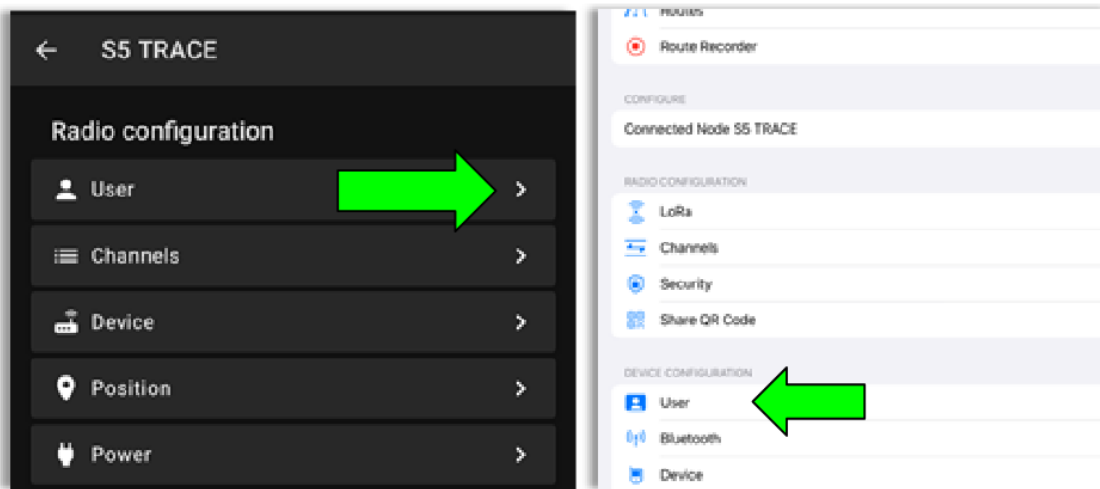 S5 TRACE
Radio configuration
User
Channels
Device
Position
Power
Routes
Route Recorder
CONFIGURE
Connected Node S5 TRACE
RADIO CONFIGURATION
LoRa
Channels
Security
Share QR Code
DEVICE CONFIGURATION
User
Bluetooth
Device